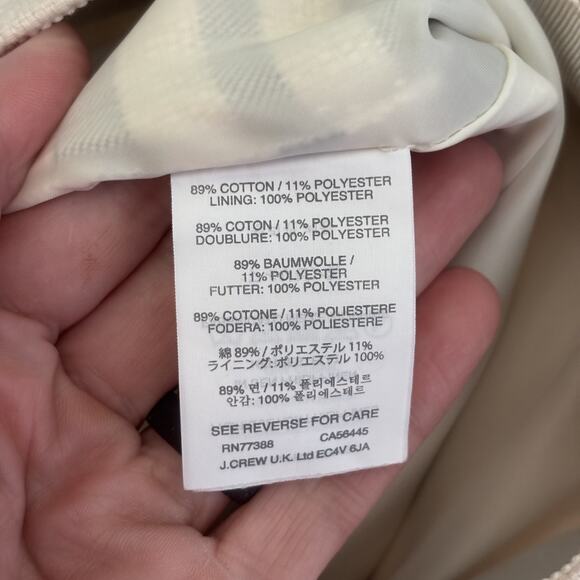 89% COTTON / 11% POLYESTER
LINING: 100% POLYESTER
89% COTON / 11% POLYESTER
DOUBLURE: 100% POLYESTER
89% BAUMWOLLE /
11% POLYESTER
FUTTER: 100% POLYESTER
89% COTONE / 11% POLIESTERE
FODERA: 100% POLIESTERE
綿 89% / ポリエステル 11%
ライニング: ポリエステル 100%
89% 면 / 11% 폴리에스테르
안감: 100% 폴리에스테르
SEE REVERSE FOR CARE
RN77388 CA56445
J.CREW U.K. Ltd EC4V 6JA